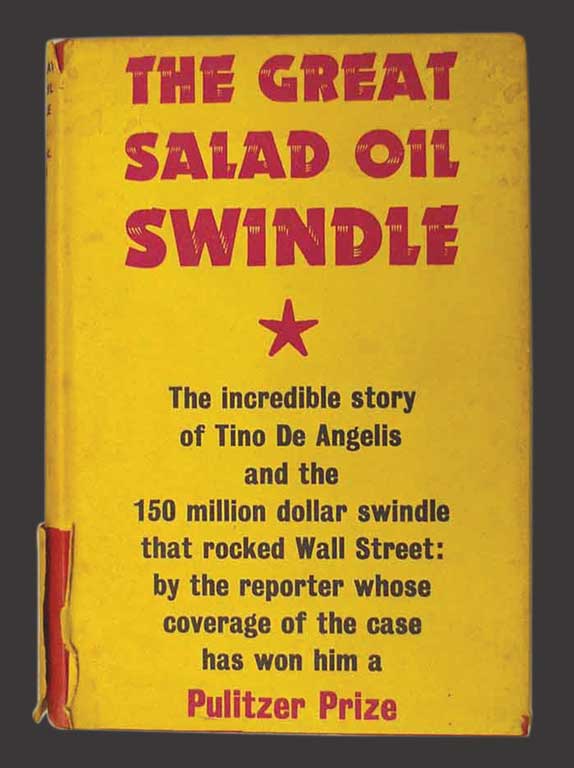 THE GREAT
SALAD OIL
SWINDLE
The incredible story
of Tino De Angelis
and the
150 million dollar swindle
that rocked Wall Street:
by the reporter whose
coverage of the case
has won him a
Pulitzer Prize